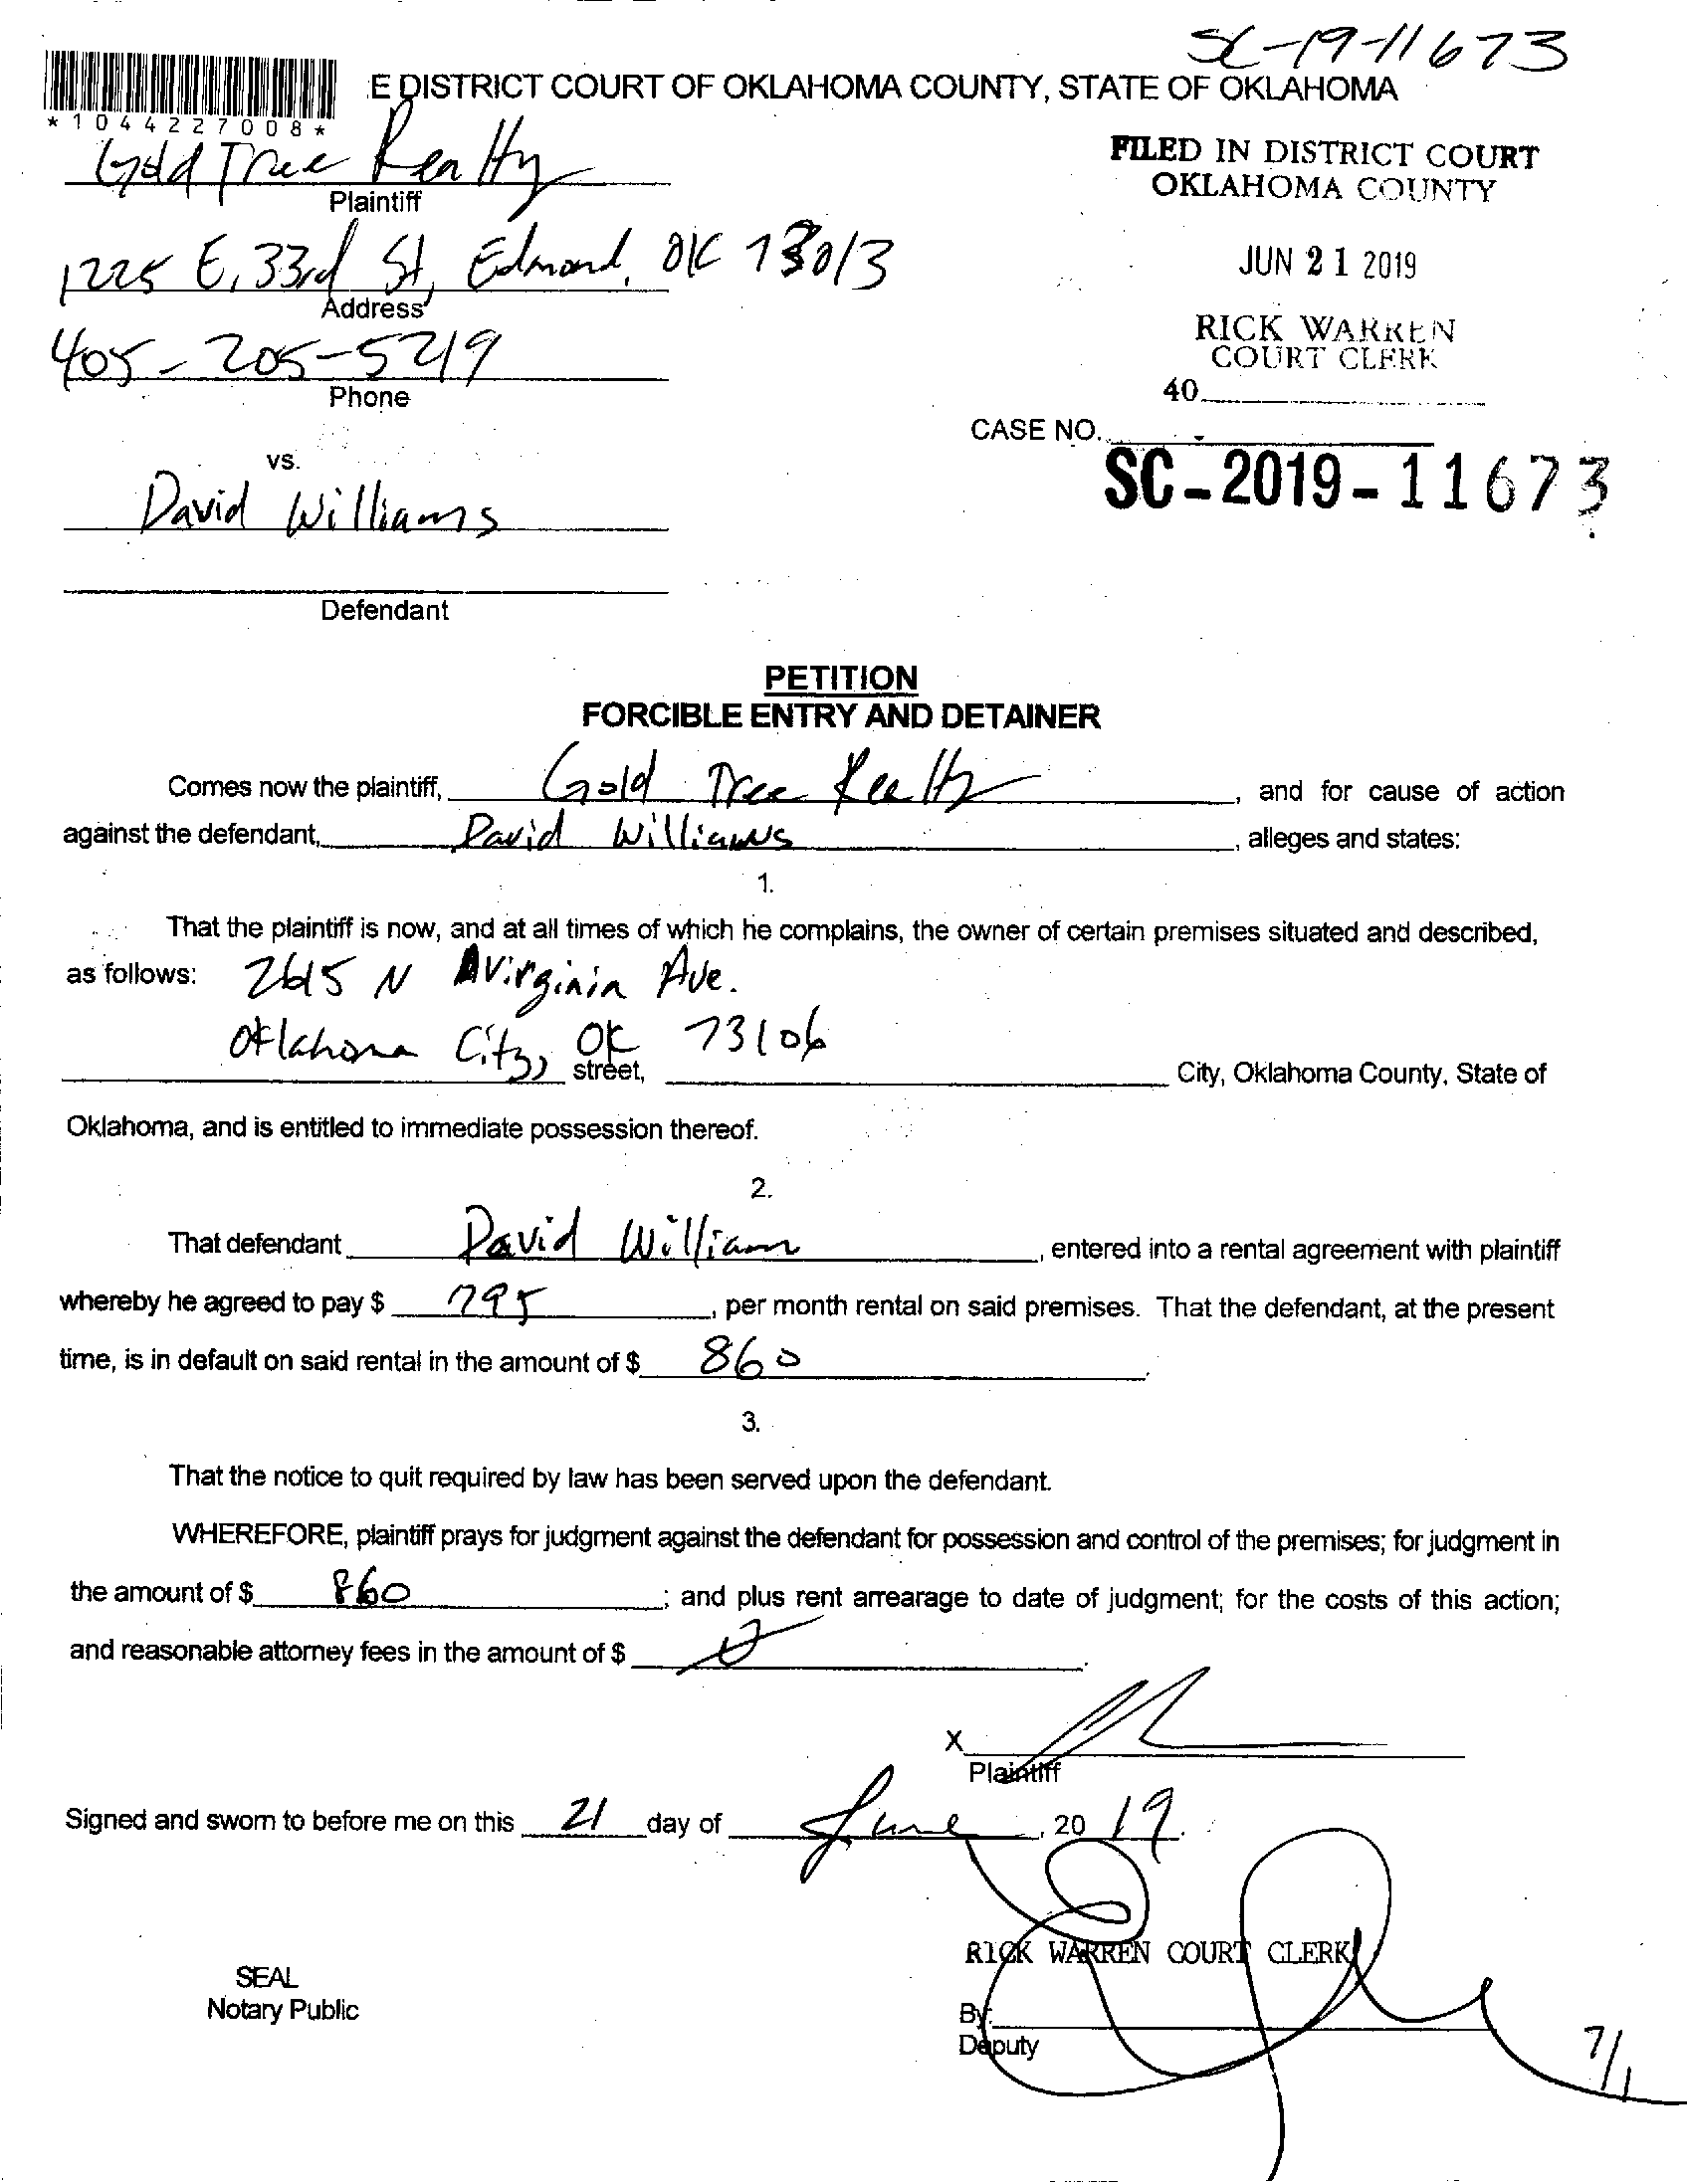 SC-19-11673
E DISTRICT COURT OF OKLAHOMA COUNTY, STATE OF OKLAHOMA
*1044227008*
Gold Tree Realty
Plaintiff
FILED IN DISTRICT COURT
OKLAHOMA COUNTY
1225 E. 33rd St, Edmond, OK 73013
Address
JUN 21 2019
405-205-5219
Phone
RICK WARREN
COURT CLERK
40
CASE NO.
SC-2019-11673
vs.
David Williams
Defendant
PETITION
FORCIBLE ENTRY AND DETAINER
Comes now the plaintiff, Gold Tree Realty, and for cause of action
against the defendant, David Williams, alleges and states:
1.
That the plaintiff is now, and at all times of which he complains, the owner of certain premises situated and described,
as follows: 2615 N Virginia Ave.
Oklahoma City, OK 73106
street, City, Oklahoma County, State of
Oklahoma, and is entitled to immediate possession thereof.
2.
That defendant David William, entered into a rental agreement with plaintiff
whereby he agreed to pay $ 795, per month rental on said premises. That the defendant, at the present
time, is in default on said rental in the amount of $ 860.
3.
That the notice to quit required by law has been served upon the defendant.
WHEREFORE, plaintiff prays for judgment against the defendant for possession and control of the premises; for judgment in
the amount of $ 860; and plus rent arrearage to date of judgment; for the costs of this action;
and reasonable attorney fees in the amount of $ 0.
X
Plaintiff
Signed and sworn to before me on this 21 day of June, 2019.
RICK WARREN COURT CLERK
SEAL
Notary Public
By:
Deputy
7/1